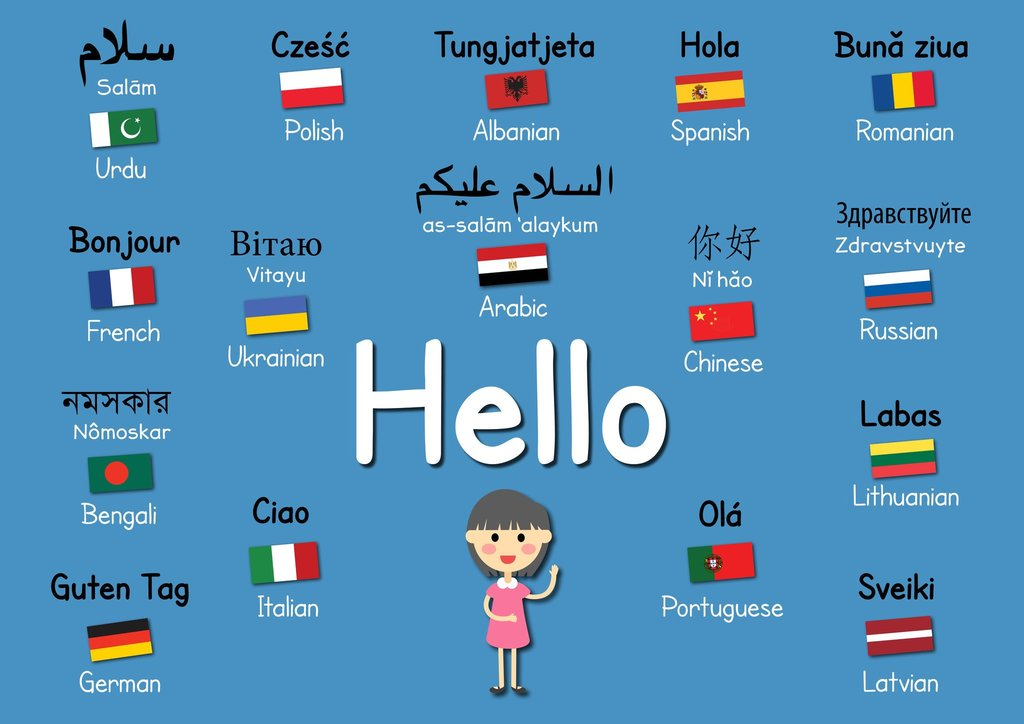 سلام
Salām
Urdu
Cześć
Polish
Tungjatjeta
Albanian
Hola
Spanish
Bună ziua
Romanian
السلام عليكم
as-salām ‘alaykum
Arabic
Bonjour
French
Вітаю
Vitayu
Ukrainian
你好
Nǐ hǎo
Chinese
Здравствуйте
Zdravstvuyte
Russian
Hello
নমসকার
Nômoskar
Bengali
Labas
Lithuanian
Ciao
Italian
Olá
Portuguese
Guten Tag
German
Sveiki
Latvian